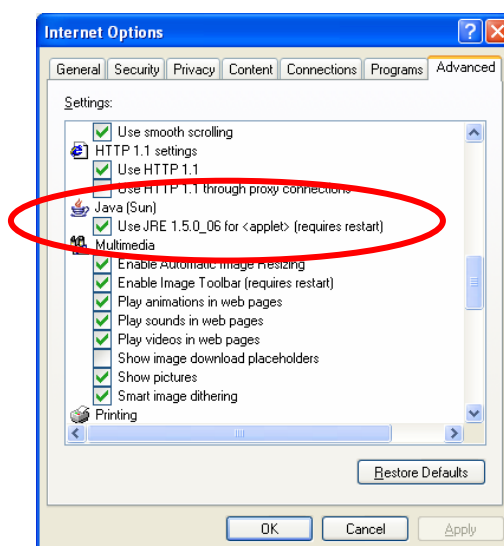 Internet Options
General Security Privacy Content Connections Programs Advanced
Settings:
Use smooth scrolling
HTTP 1.1 settings
Use HTTP 1.1
Use HTTP 1.1 through proxy connections
Java (Sun)
Use JRE 1.5.0_06 for <applet> (requires restart)
Multimedia
Enable Automatic Image Resizing
Enable Image Toolbar (requires restart)
Play animations in web pages
Play sounds in web pages
Play videos in web pages
Show image download placeholders
Show pictures
Smart image dithering
Printing
Restore Defaults
OK Cancel Apply